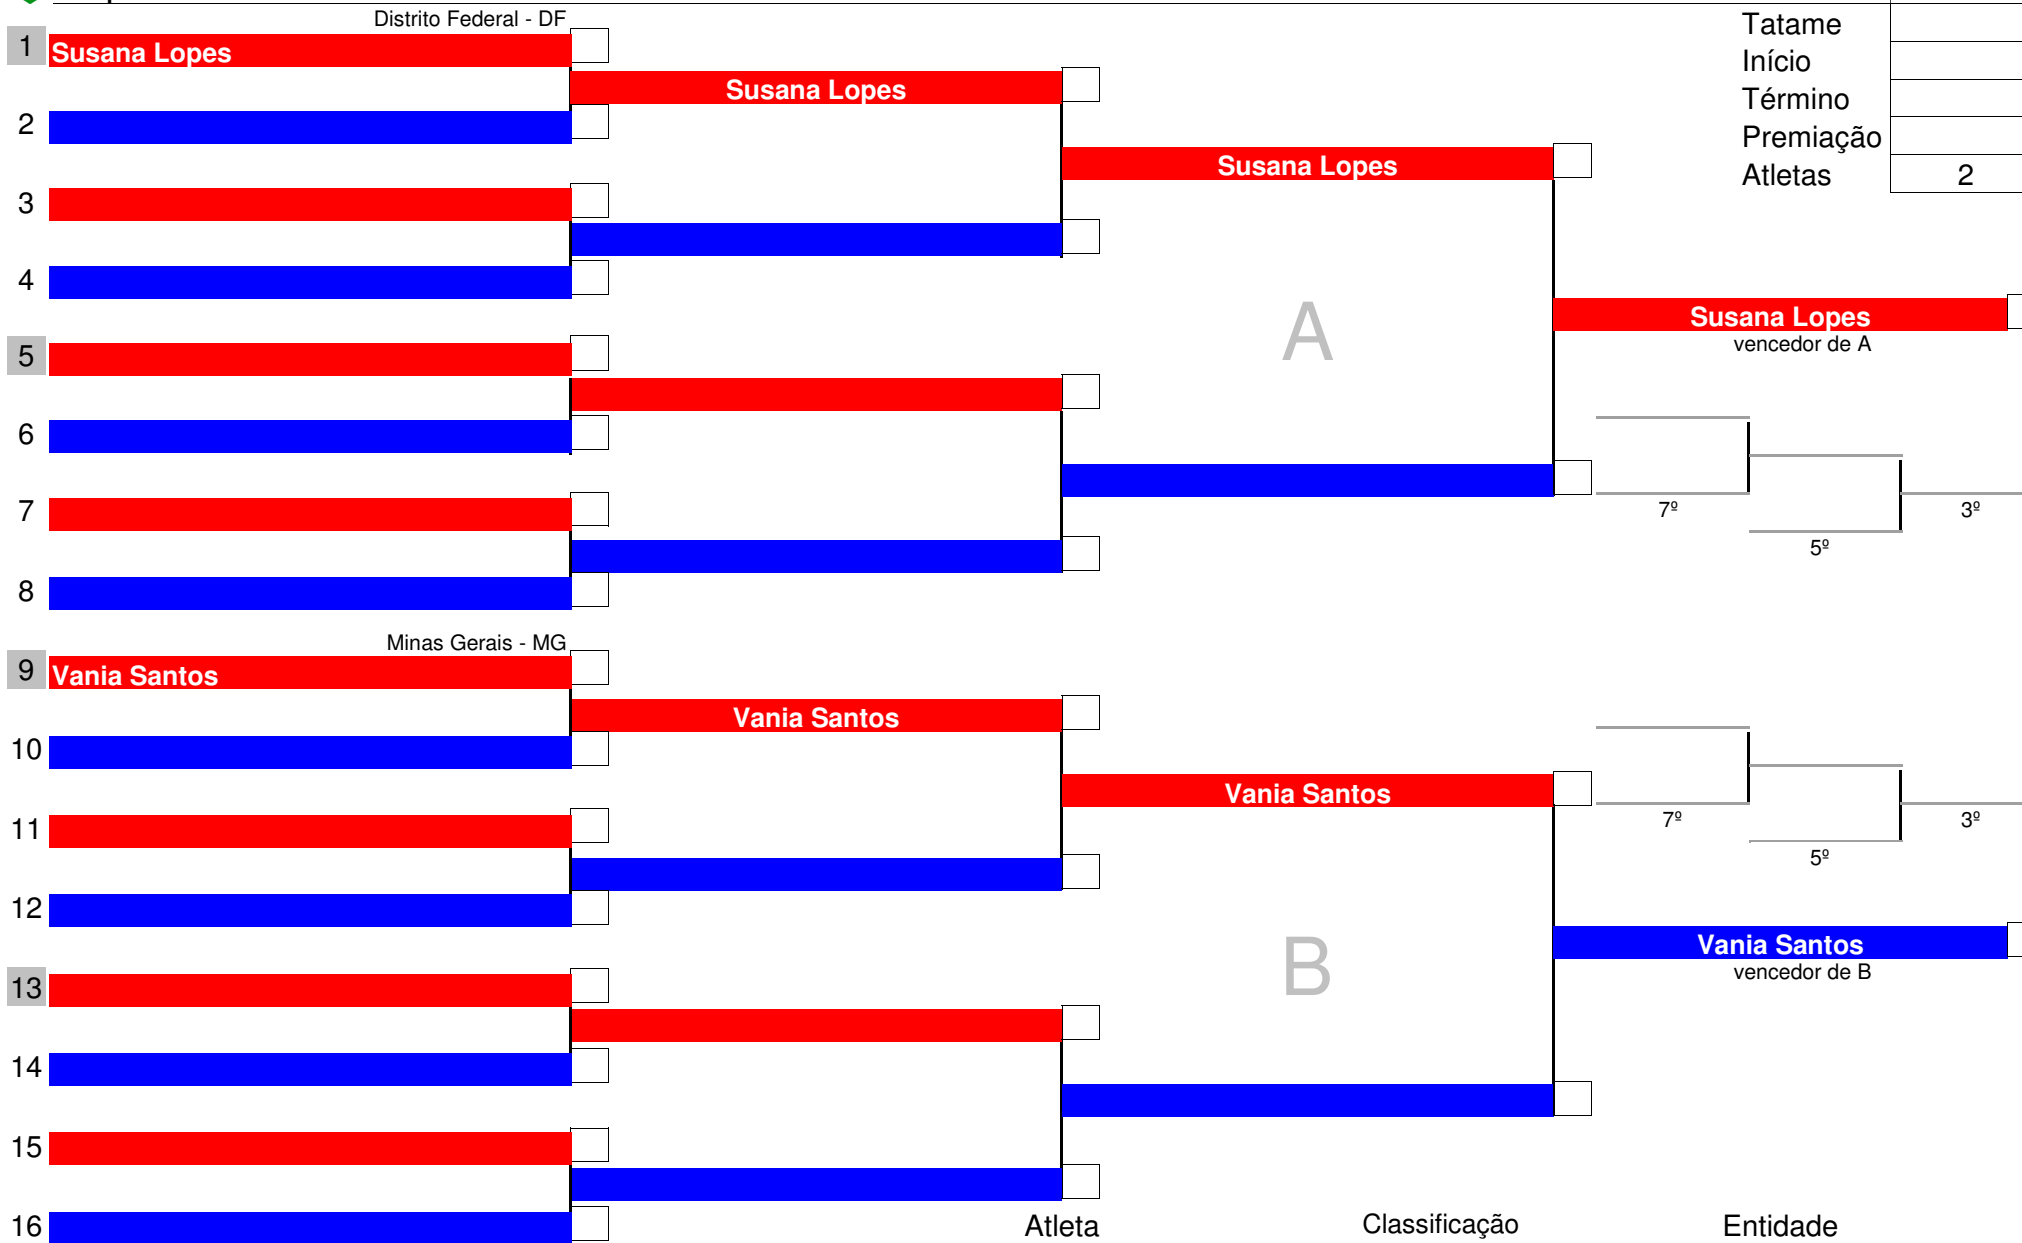 Distrito Federal - DF
Tatame
1 Susana Lopes
Início
Susana Lopes
Término
2
Premiação
Susana Lopes
Atletas 2
3
4
A
Susana Lopes
vencedor de A
5
6
7
7º 3º
5º
8
Minas Gerais - MG
9 Vania Santos
Vania Santos
10
Vania Santos
11
7º 3º
5º
12
B
Vania Santos
vencedor de B
13
14
15
16
Atleta Classificação Entidade